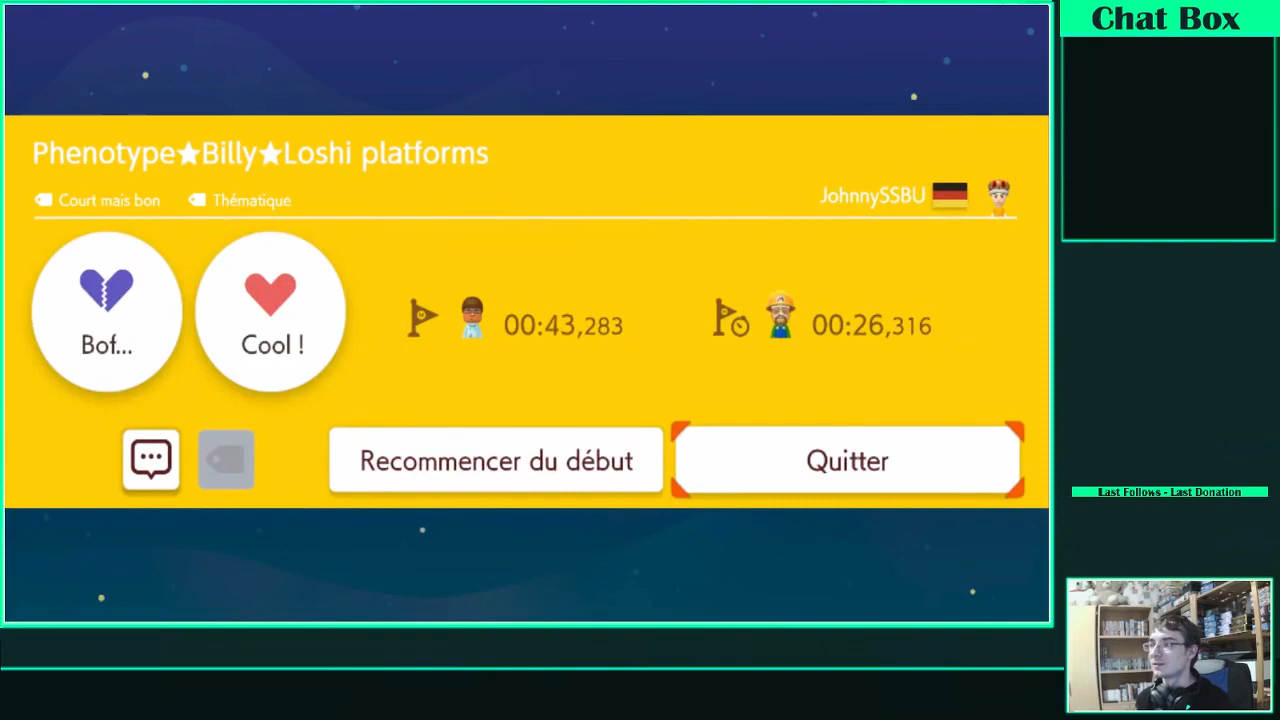 Chat Box
Phenotype★Billy★Loshi platforms
Court mais bon
Thématique
JohnnySSBU
Bof...
Cool !
00:43,283
00:26,316
Recommencer du début
Quitter
Last Follows - Last Donation